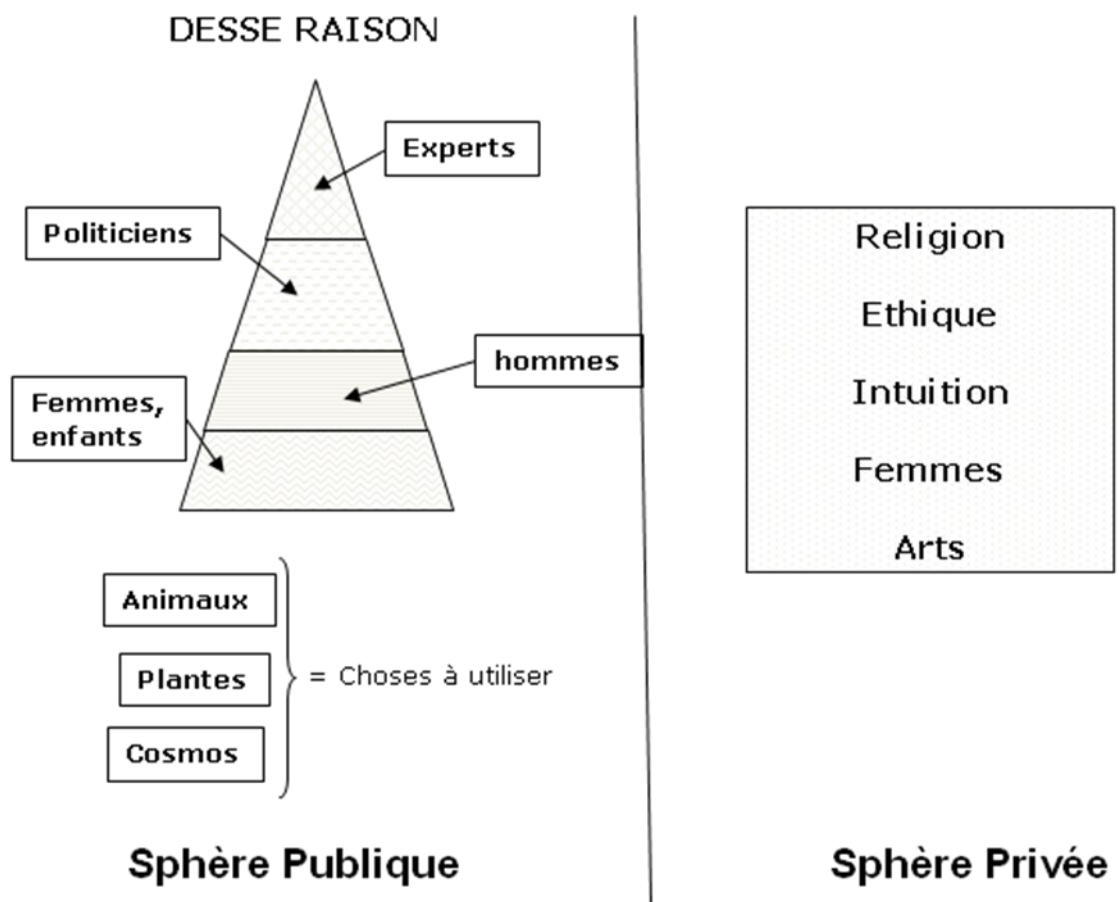 DESSE RAISON
Experts
Politiciens
hommes
Femmes,
enfants
Animaux
Plantes
Cosmos
= Choses à utiliser
Sphère Publique
Religion
Ethique
Intuition
Femmes
Arts
Sphère Privée